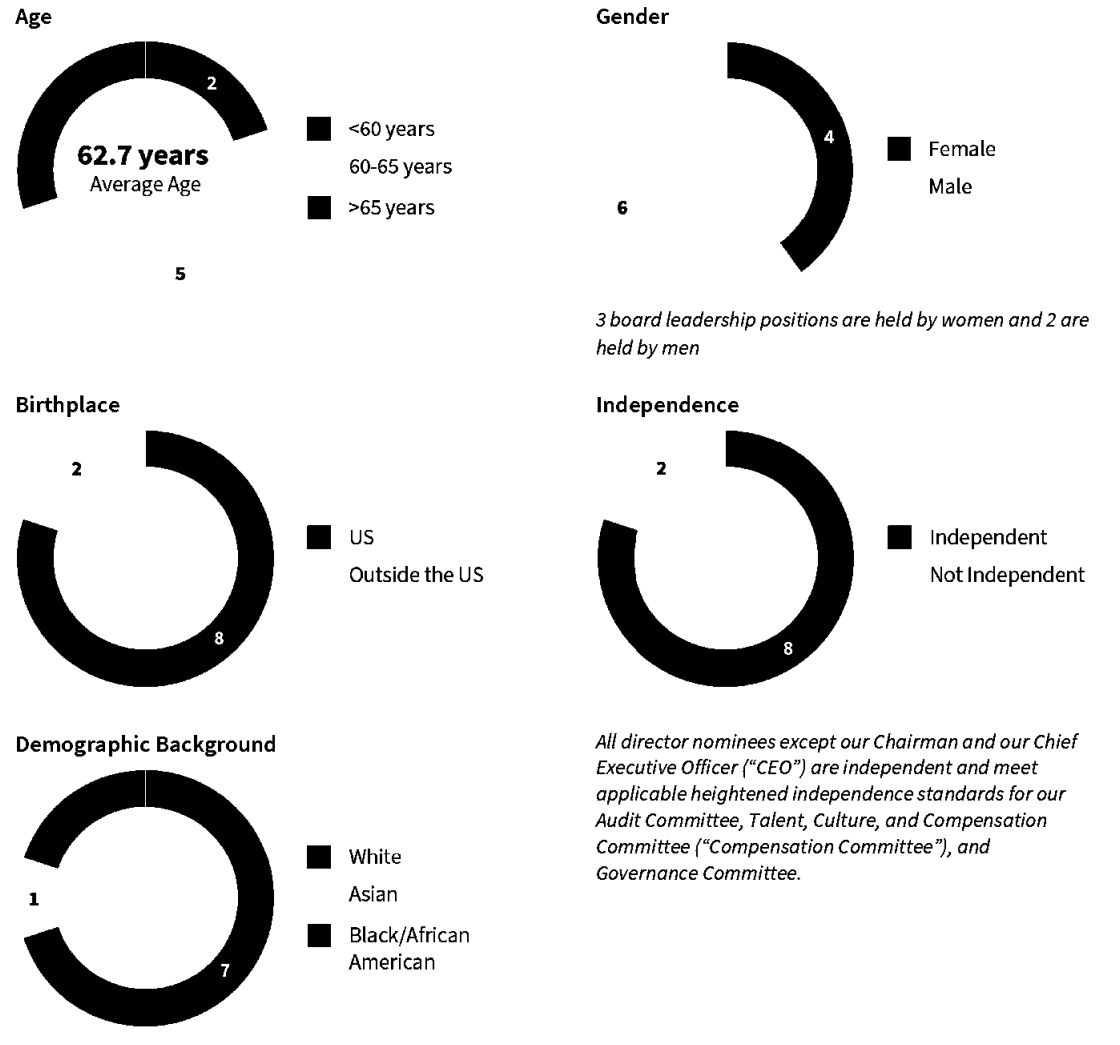 Age
2
62.7 years
Average Age
5
<60 years
60-65 years
>65 years
Gender
4
6
Female
Male
3 board leadership positions are held by women and 2 are
held by men
Birthplace
2
8
US
Outside the US
Independence
2
8
Independent
Not Independent
Demographic Background
1
7
White
Asian
Black/African
American
All director nominees except our Chairman and our Chief
Executive Officer (“CEO”) are independent and meet
applicable heightened independence standards for our
Audit Committee, Talent, Culture, and Compensation
Committee (“Compensation Committee”), and
Governance Committee.